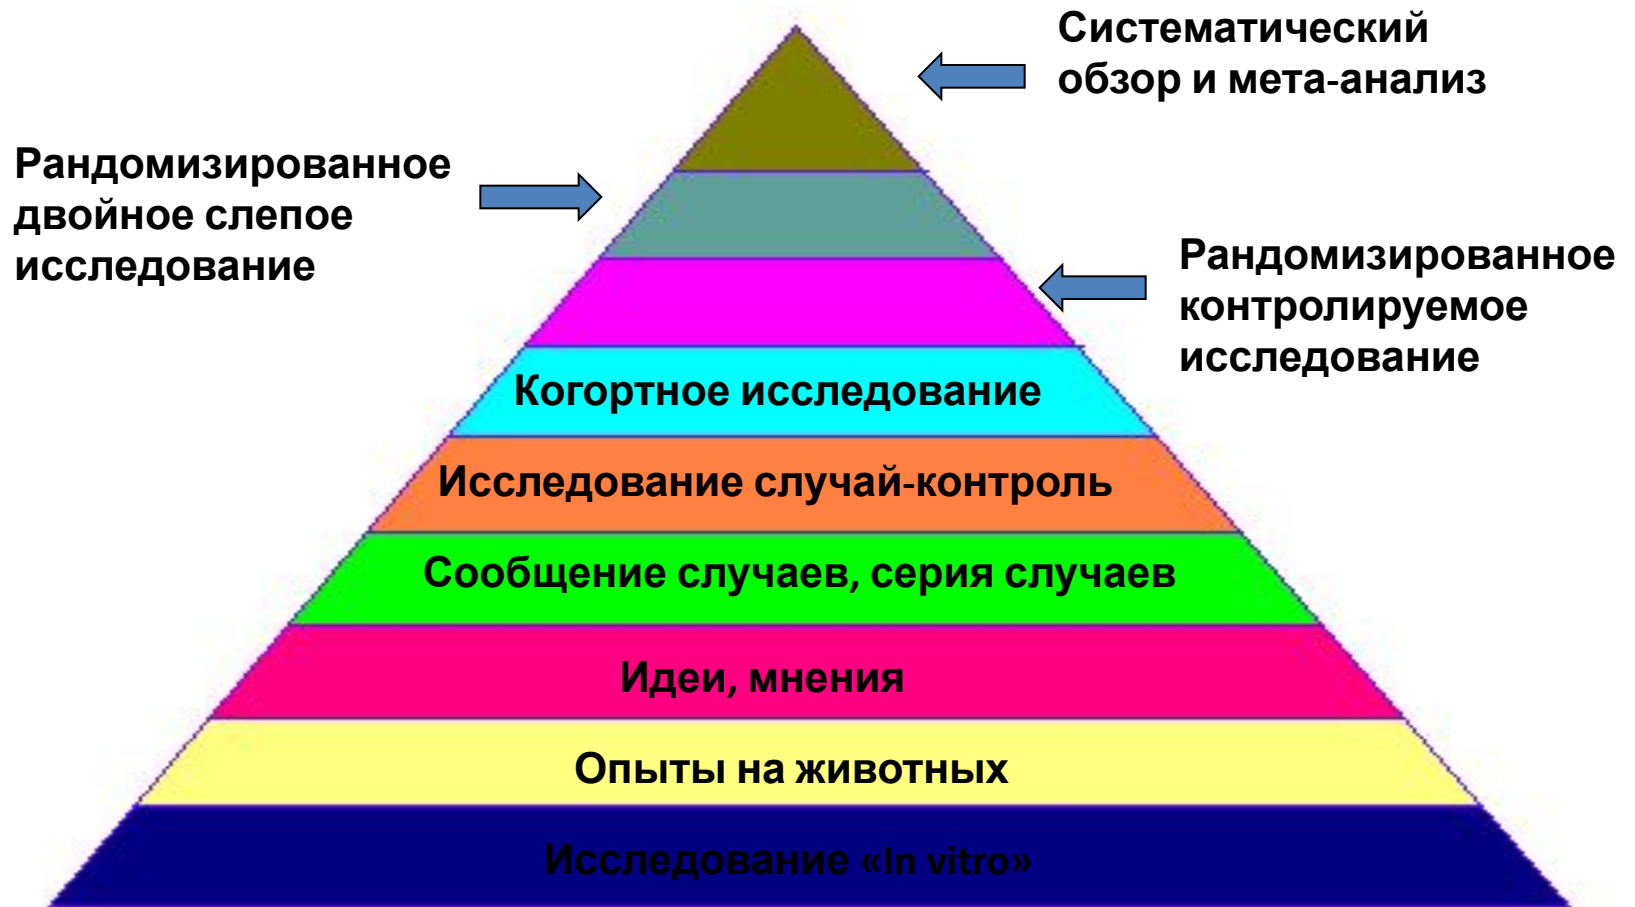 Систематический
обзор и мета-анализ
Рандомизированное
двойное слепое
исследование
Рандомизированное
контролируемое
исследование
Когортное исследование
Исследование случай-контроль
Сообщение случаев, серия случаев
Идеи, мнения
Опыты на животных
Исследование «In vitro»